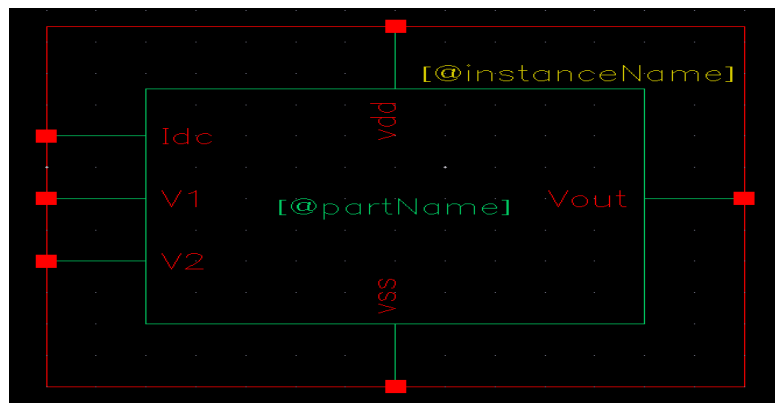 [@instanceName]
vdd
Idc
V1
[@partName]
Vout
V2
vss